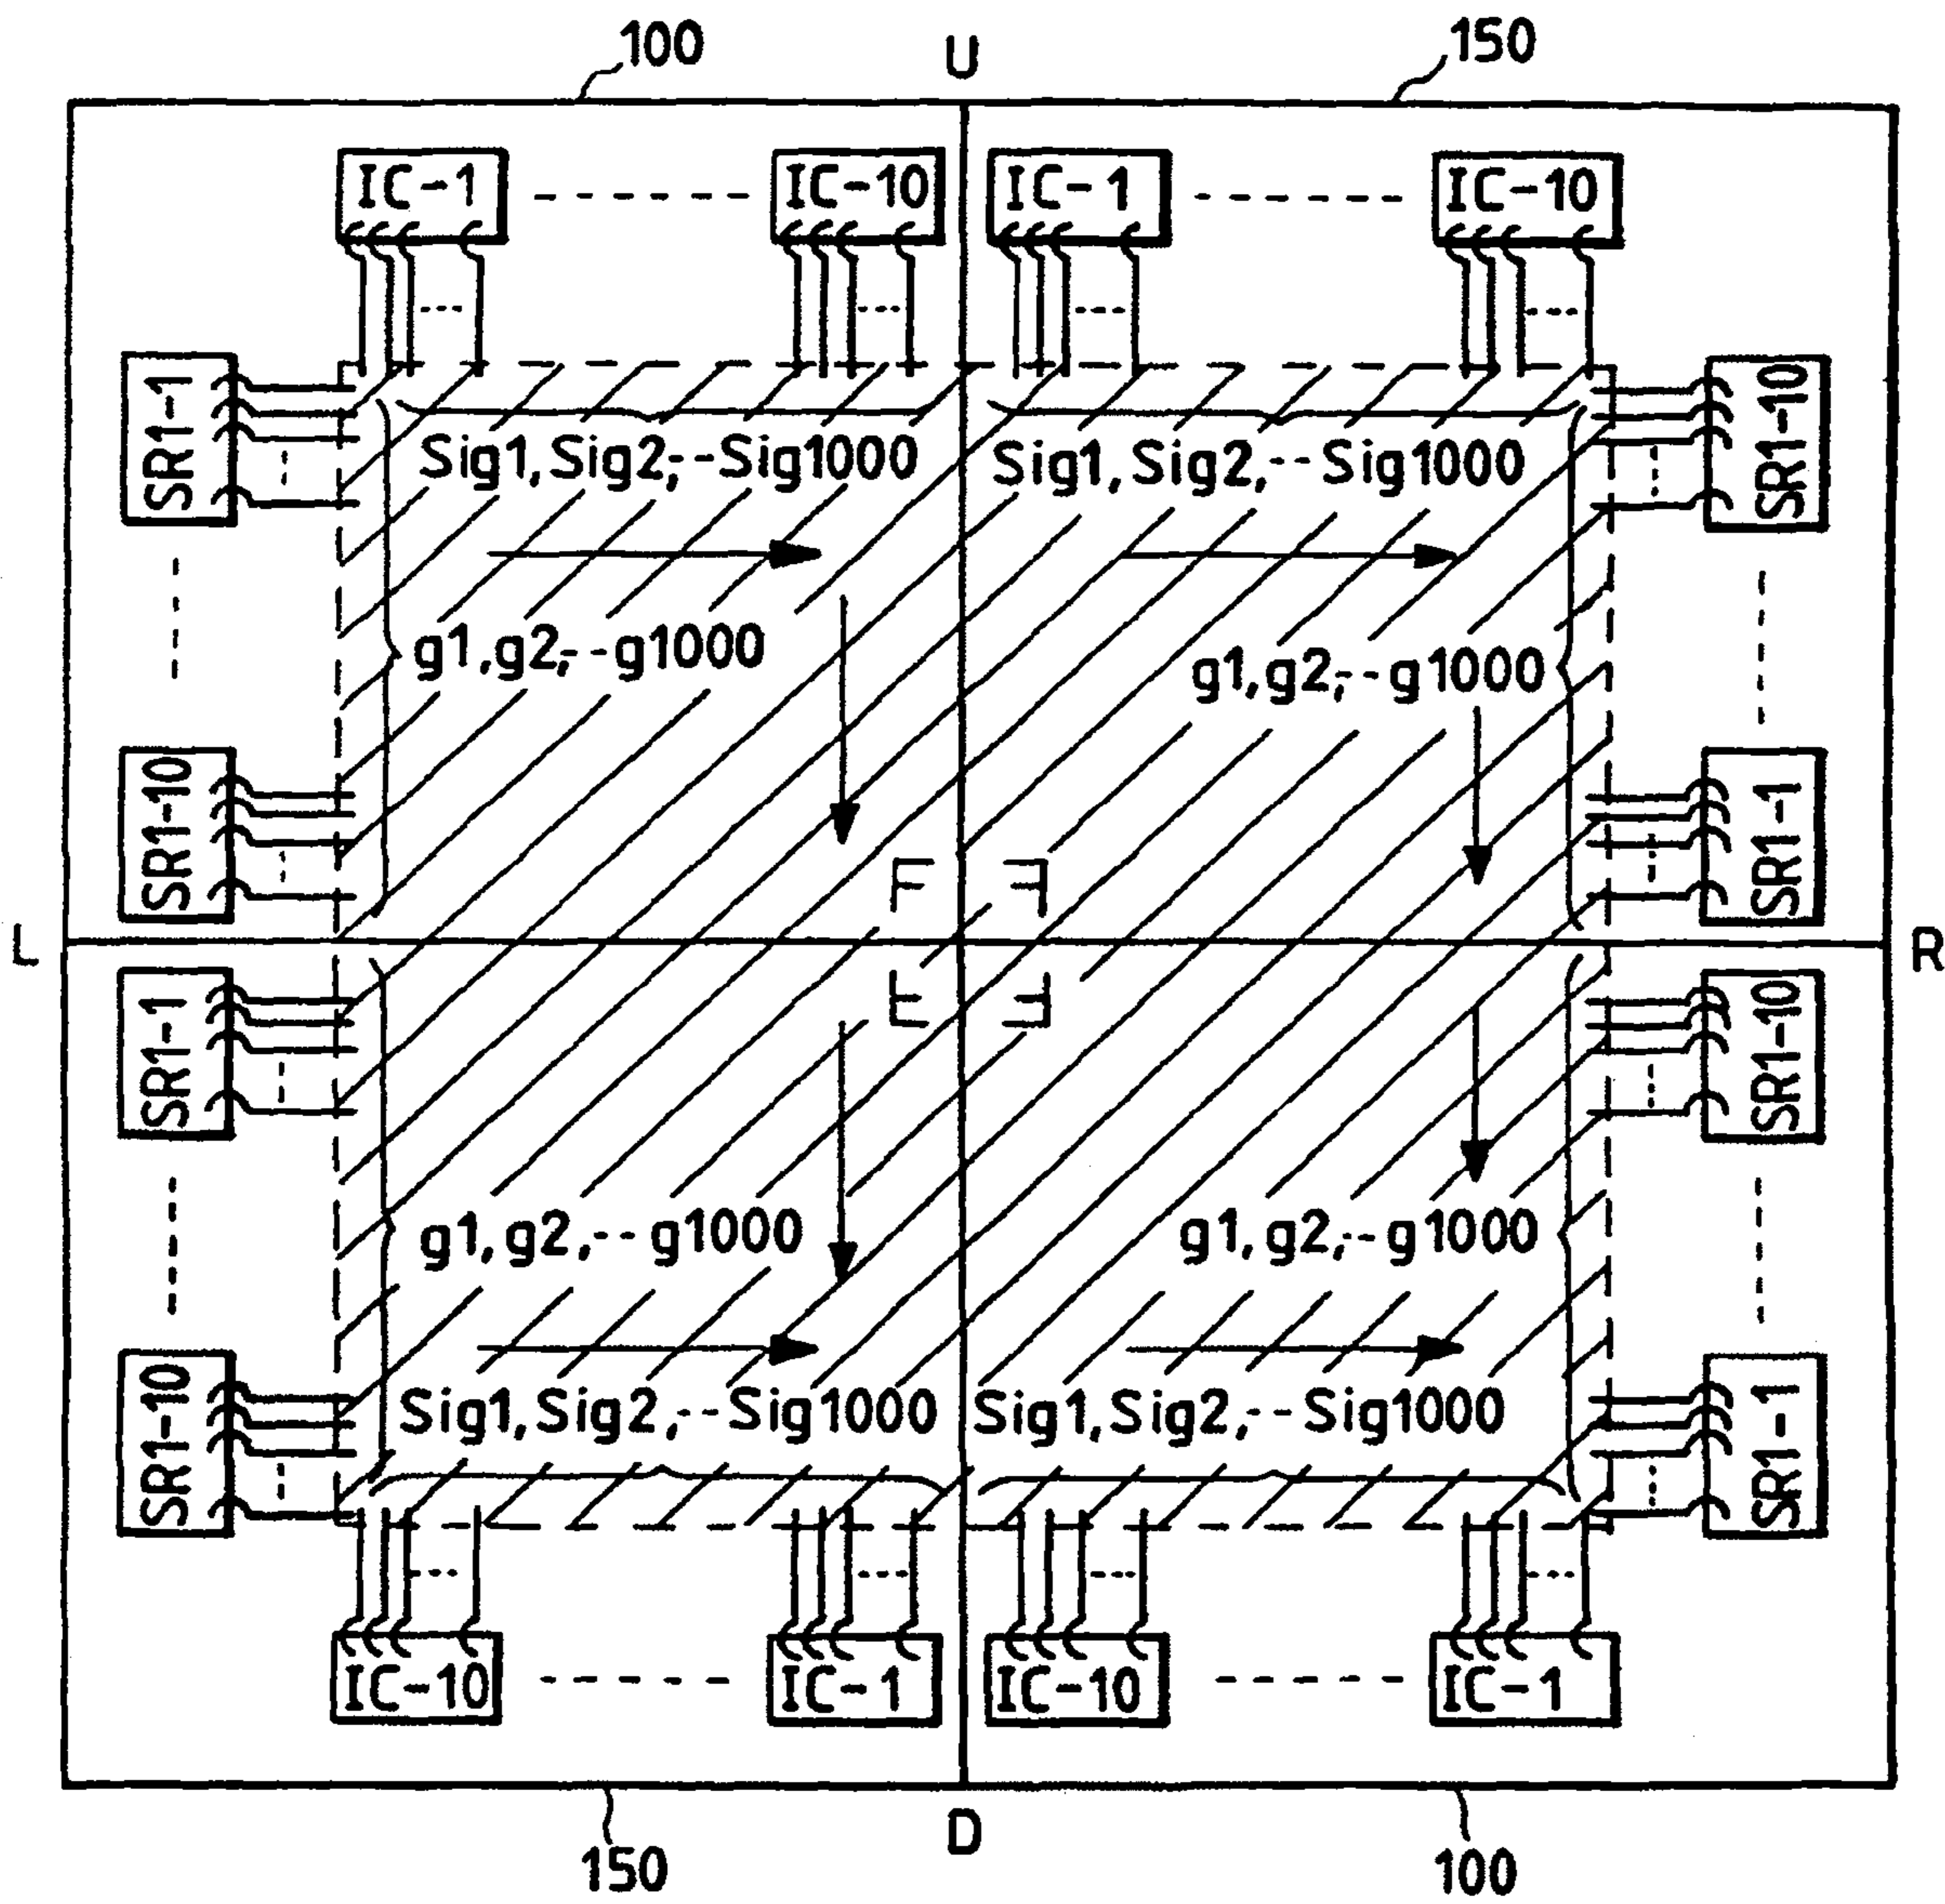 100
U
150
IC-1
IC-10
IC-1
IC-10
SR1-1
SR1-10
Sig1,Sig2,--Sig1000
Sig1,Sig2,--Sig1000
g1,g2,--g1000
g1,g2,--g1000
SR1-10
SR1-1
F
F
L
R
F
F
SR1-1
SR1-10
g1,g2,--g1000
g1,g2,--g1000
SR1-10
SR1-1
Sig1,Sig2,--Sig1000
Sig1,Sig2,--Sig1000
IC-10
IC-1
IC-10
IC-1
D
150
100